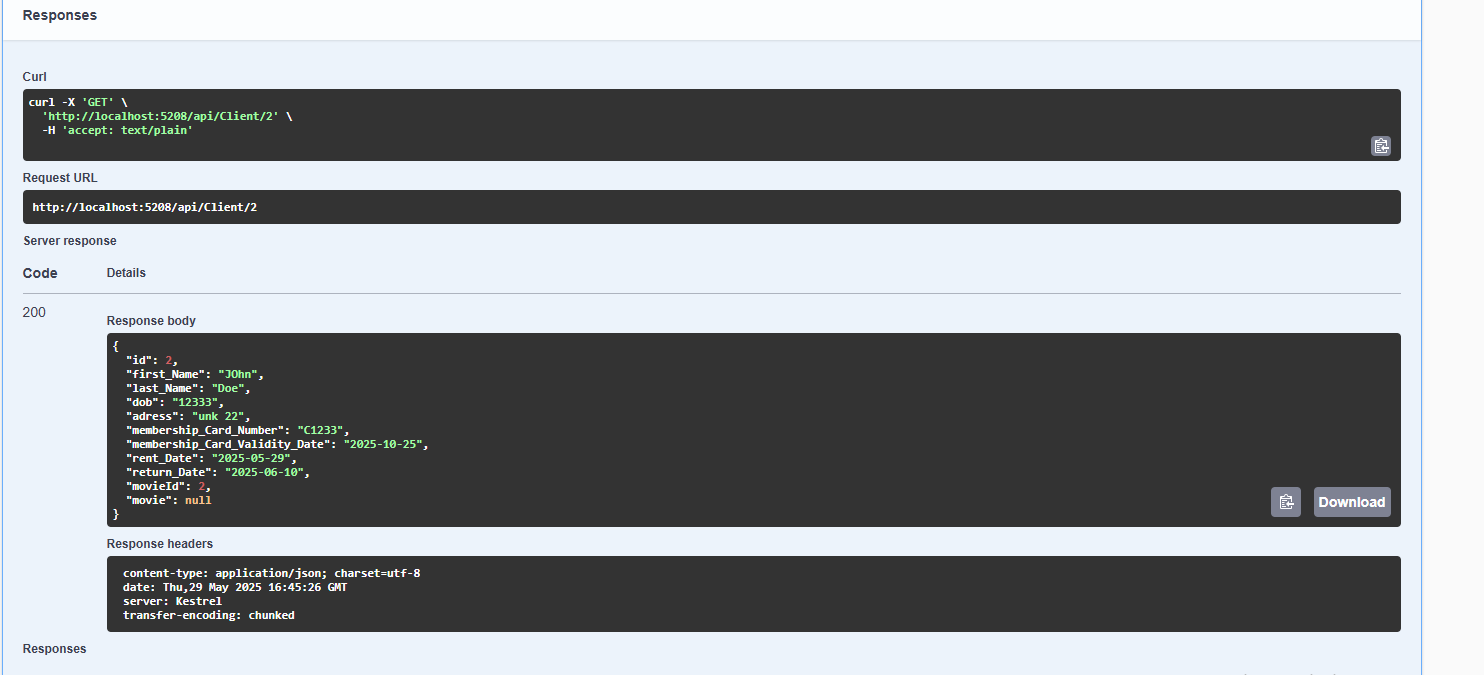 Responses
Curl
curl -X 'GET' \
  'http://localhost:5208/api/Client/2' \
  -H 'accept: text/plain'
Request URL
http://localhost:5208/api/Client/2
Server response
Code Details
200
Response body
{
  "id": 2,
  "first_Name": "JOhn",
  "last_Name": "Doe",
  "dob": "12333",
  "adress": "unk 22",
  "membership_Card_Number": "C1233",
  "membership_Card_Validity_Date": "2025-10-25",
  "rent_Date": "2025-05-29",
  "return_Date": "2025-06-10",
  "movieId": 2,
  "movie": null
}
Download
Response headers
content-type: application/json; charset=utf-8
date: Thu,29 May 2025 16:45:26 GMT
server: Kestrel
transfer-encoding: chunked
Responses